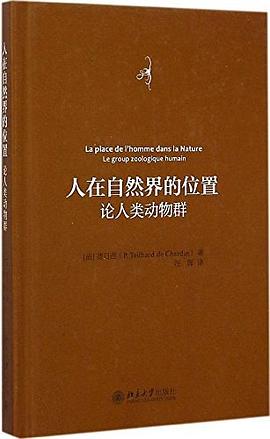 人在自然界的位置 论人类动物群
La place de l'homme dans la Nature
Le group zoologique humain
人在自然界的位置
论人类动物群
[法] 德日进 (P. Teilhard de Chardin) 著
译
北京大学出版社